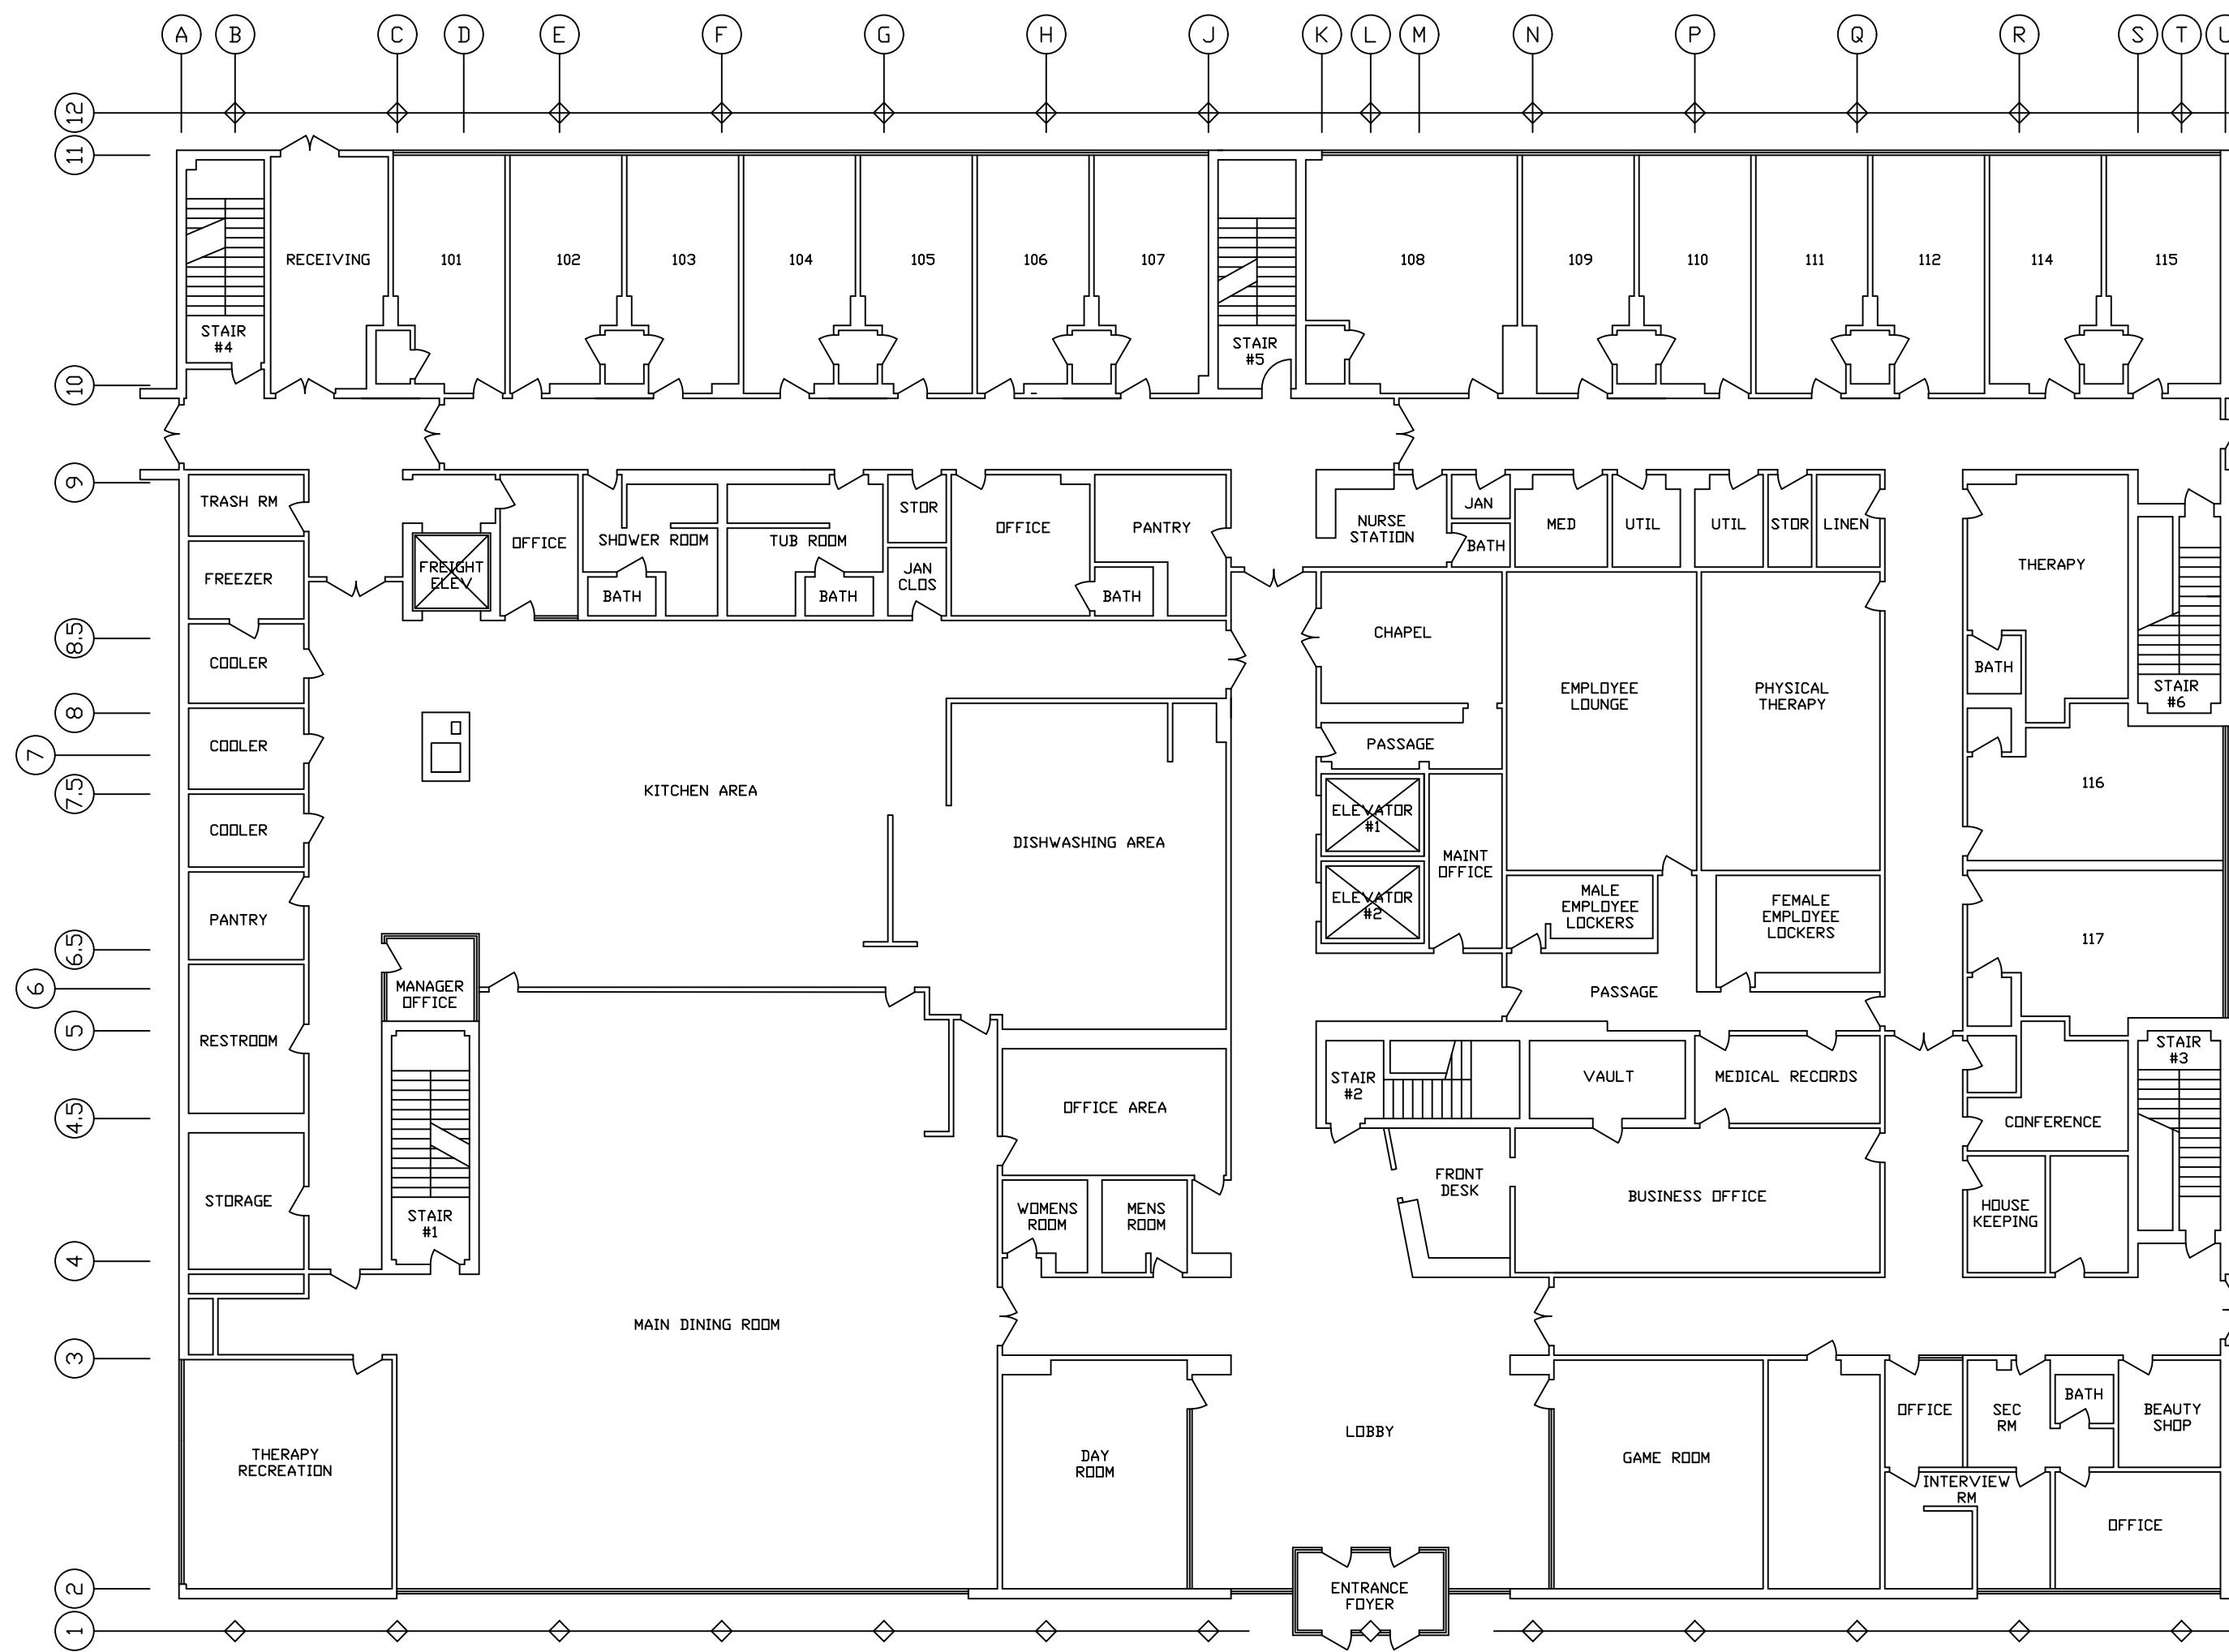 A B C D E F G H J K L M N P Q R S T U
12
11
RECEIVING 101 102 103 104 105 106 107 108 109 110 111 112 114 115
STAIR
#4
STAIR
#5
10
9
TRASH RM
STOR
JAN
OFFICE
SHOWER ROOM
TUB ROOM
OFFICE
PANTRY
NURSE
STATION
MED
UTIL
UTIL
STOR
LINEN
BATH
FREEZER
FREIGHT
ELEV
JAN
CLOS
BATH
BATH
BATH
THERAPY
8.5
COOLER
CHAPEL
BATH
EMPLOYEE
LOUNGE
PHYSICAL
THERAPY
STAIR
#6
8
COOLER
PASSAGE
7
7.5
KITCHEN AREA
116
COOLER
ELEVATOR
#1
DISHWASHING AREA
MAINT
OFFICE
PANTRY
ELEVATOR
#2
MALE
EMPLOYEE
LOCKERS
FEMALE
EMPLOYEE
LOCKERS
117
6.5
6
MANAGER
OFFICE
PASSAGE
5
RESTROOM
STAIR
#3
STAIR
#2
VAULT
MEDICAL RECORDS
4.5
OFFICE AREA
CONFERENCE
STORAGE
STAIR
#1
WOMENS
ROOM
MENS
ROOM
FRONT
DESK
BUSINESS OFFICE
HOUSE
KEEPING
4
MAIN DINING ROOM
3
THERAPY
RECREATION
DAY
ROOM
LOBBY
GAME ROOM
OFFICE
SEC
RM
BATH
BEAUTY
SHOP
INTERVIEW
RM
OFFICE
2
ENTRANCE
FOYER
1